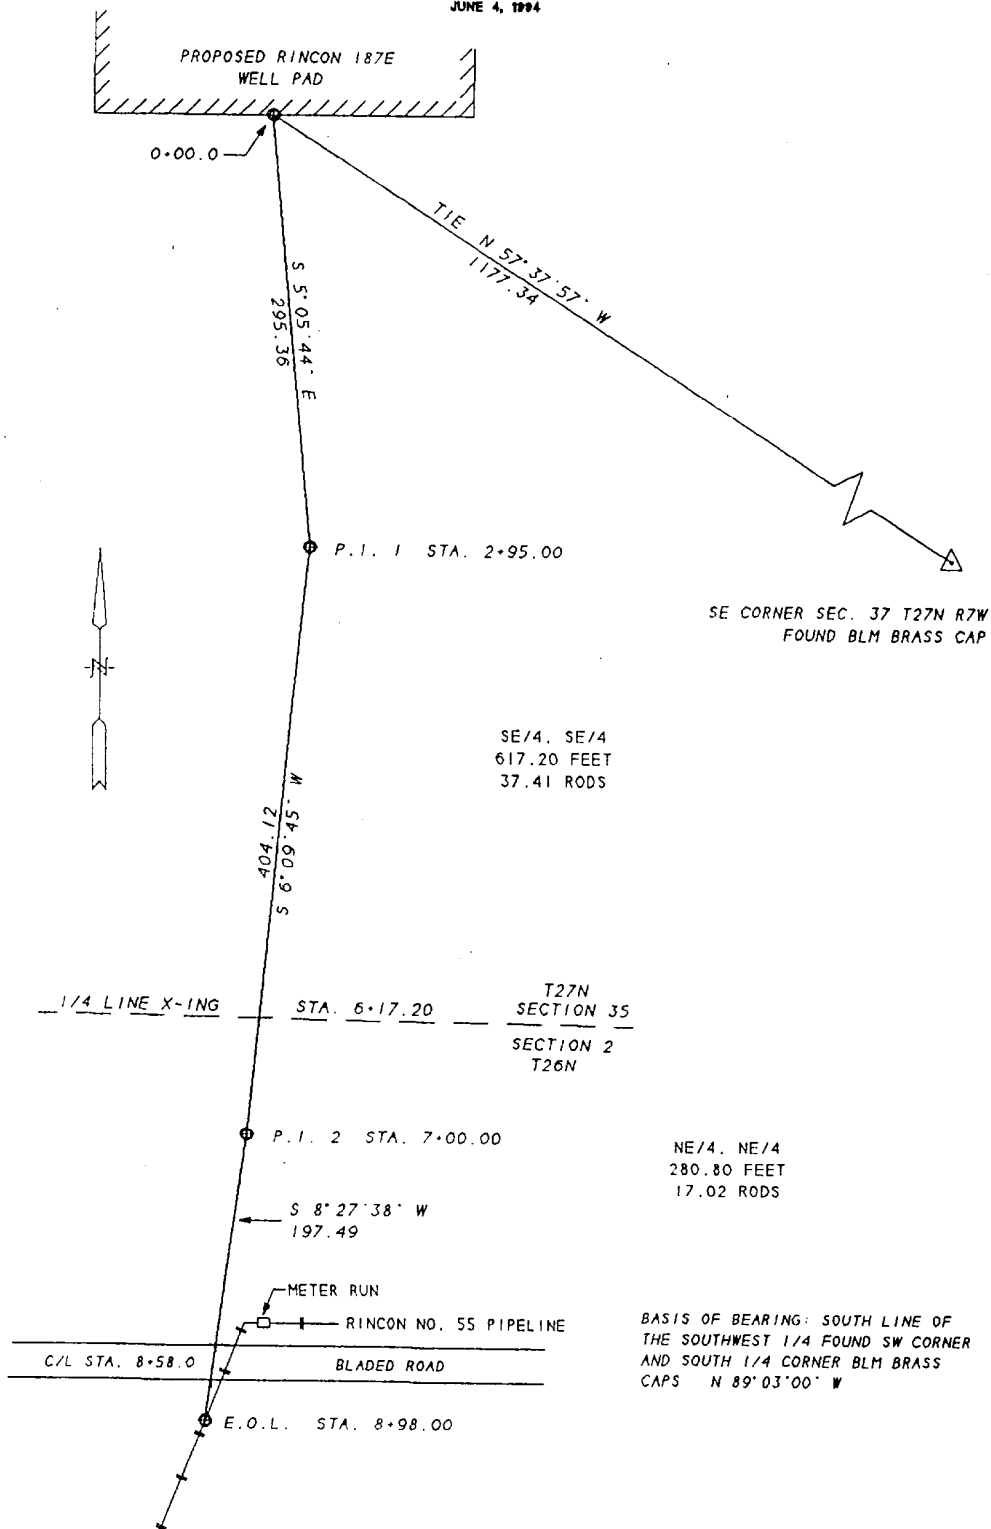 JUNE 4, 1994
PROPOSED RINCON 187E
WELL PAD
0+00.0
TIE N 57°37'57" W
1177.34
S 5°05'44" E
295.36
P.I. 1 STA. 2+95.00
SE CORNER SEC. 37 T27N R7W
FOUND BLM BRASS CAP
N
SE/4, SE/4
617.20 FEET
37.41 RODS
404.12
S 6°09'45" W
1/4 LINE X-ING STA. 6+17.20
T27N
SECTION 35
SECTION 2
T26N
P.I. 2 STA. 7+00.00
NE/4, NE/4
280.80 FEET
17.02 RODS
S 8°27'38" W
197.49
METER RUN
RINCON NO. 55 PIPELINE
C/L STA. 8+58.0 BLADED ROAD
BASIS OF BEARING: SOUTH LINE OF
THE SOUTHWEST 1/4 FOUND SW CORNER
AND SOUTH 1/4 CORNER BLM BRASS
CAPS N 89°03'00" W
E.O.L. STA. 8+98.00